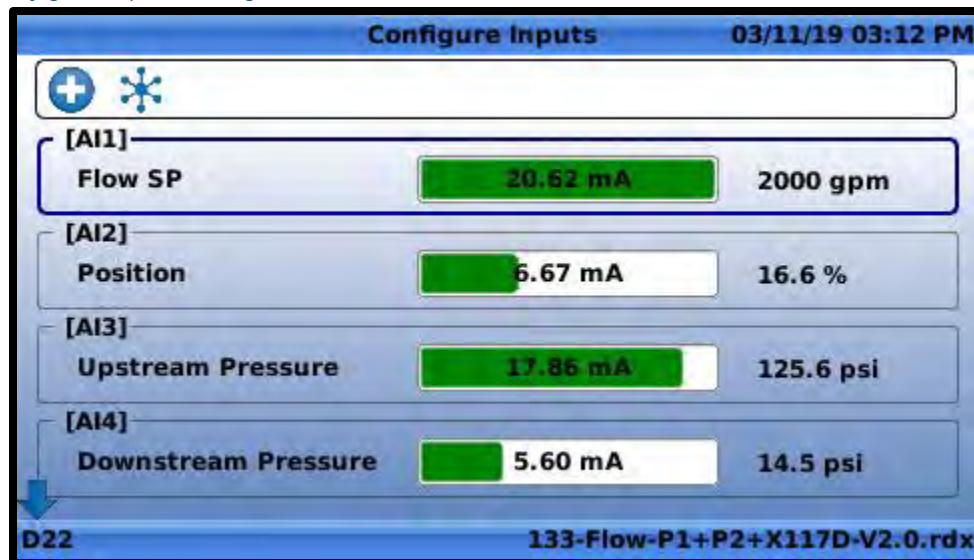 Configure Inputs 03/11/19 03:12 PM
[AI1]
Flow SP 20.62 mA 2000 gpm
[AI2]
Position 6.67 mA 16.6 %
[AI3]
Upstream Pressure 17.86 mA 125.6 psi
[AI4]
Downstream Pressure 5.60 mA 14.5 psi
D22 133-Flow-P1+P2+X117D-V2.0.rdx